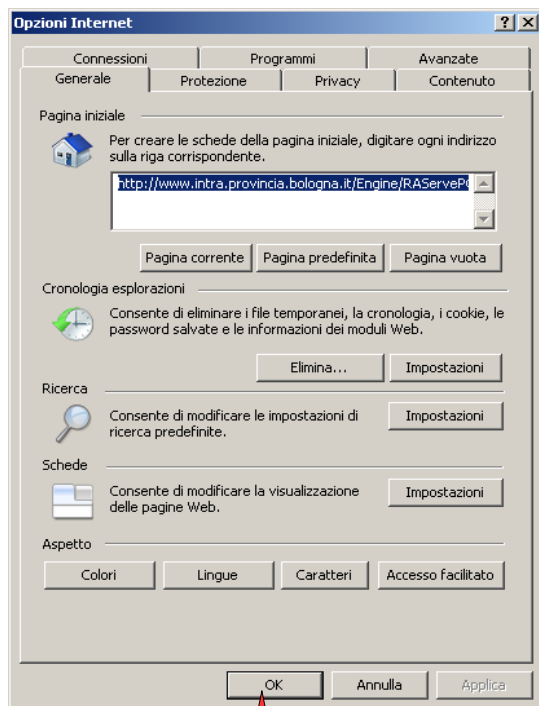 Opzioni Internet
Connessioni Programmi Avanzate
Generale Protezione Privacy Contenuto
Pagina iniziale
Per creare le schede della pagina iniziale, digitare ogni indirizzo
sulla riga corrispondente.
http://www.intra.provincia.bologna.it/Engine/RAServeP
Pagina corrente Pagina predefinita Pagina vuota
Cronologia esplorazioni
Consente di eliminare i file temporanei, la cronologia, i cookie, le
password salvate e le informazioni dei moduli Web.
Elimina... Impostazioni
Ricerca
Consente di modificare le impostazioni di
ricerca predefinite.
Impostazioni
Schede
Consente di modificare la visualizzazione
delle pagine Web.
Impostazioni
Aspetto
Colori Lingue Caratteri Accesso facilitato
OK Annulla Applica